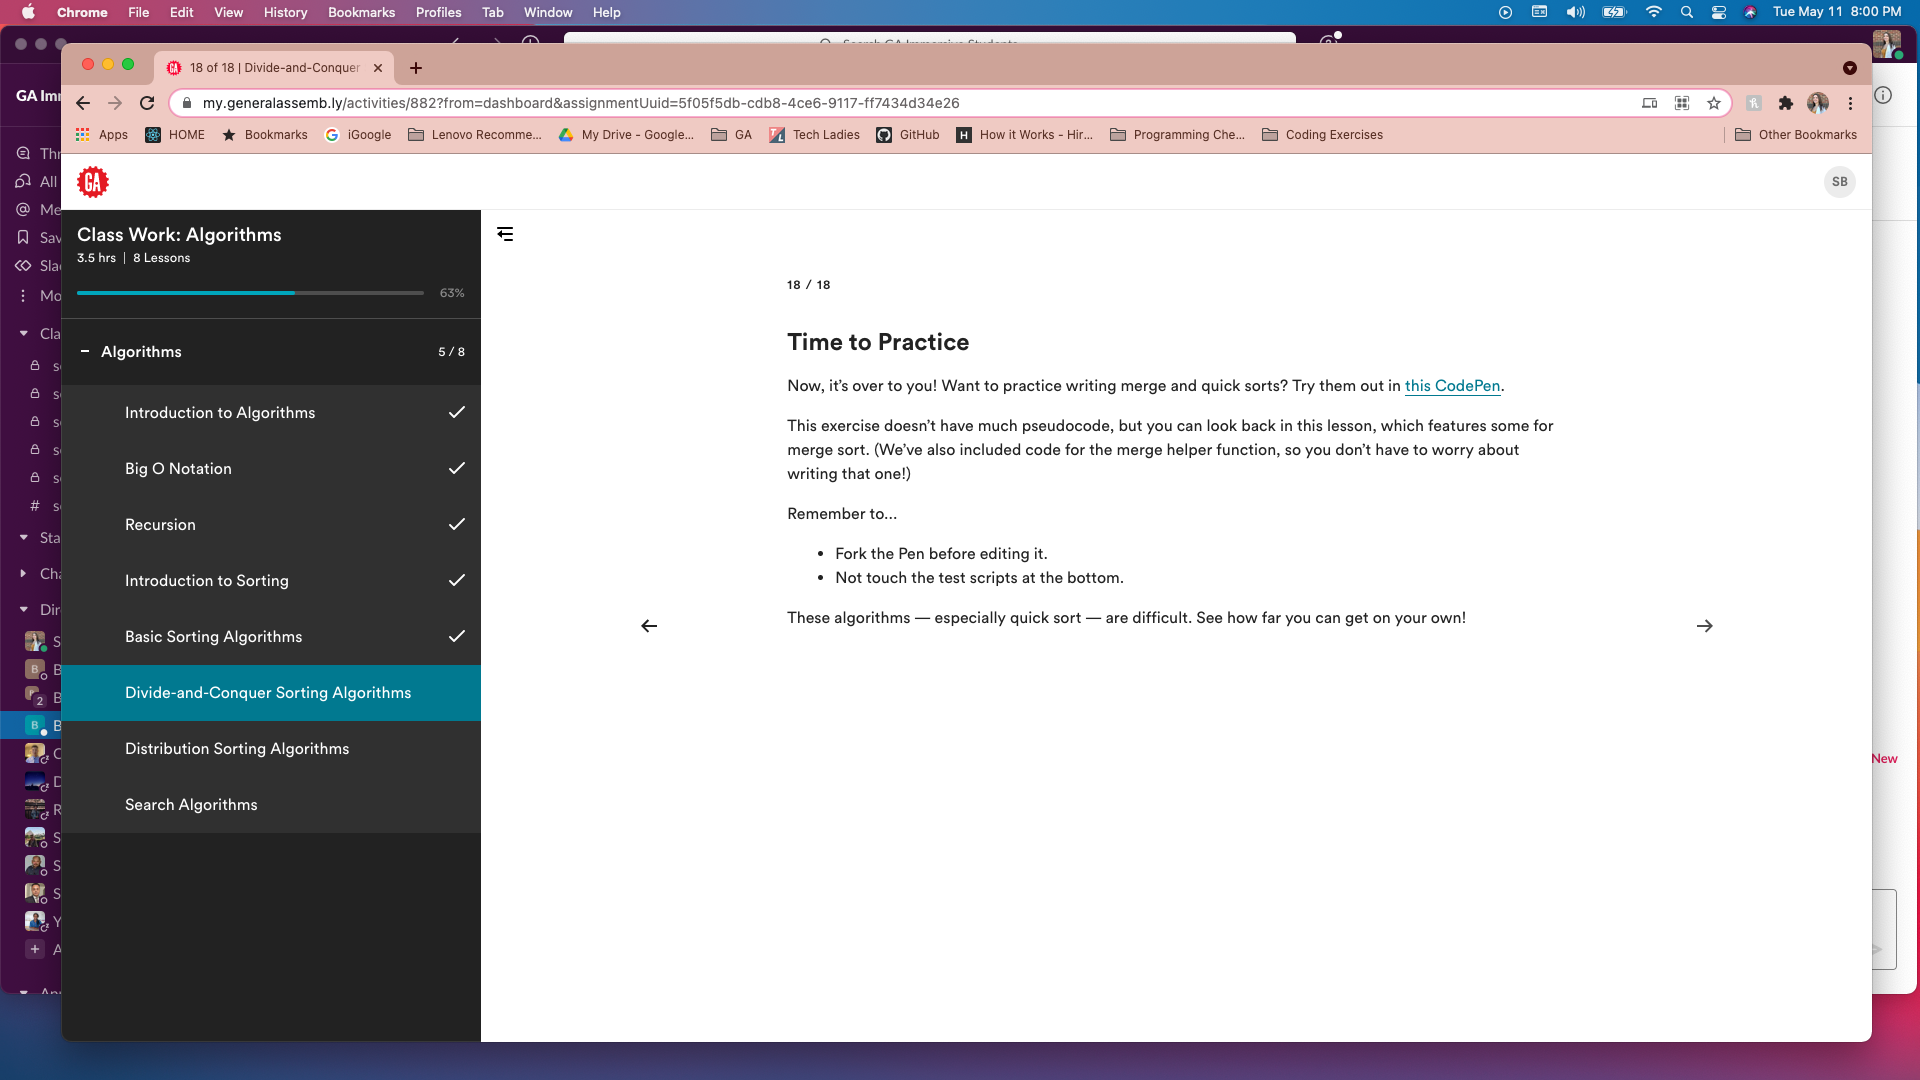 Chrome File Edit View History Bookmarks Profiles Tab Window Help
Tue May 11 8:00 PM
Search GA Immersive Students
18 of 18 | Divide-and-Conquer
my.generalassemb.ly/activities/882?from=dashboard&assignmentUuid=5f05f5db-cdb8-4ce6-9117-ff7434d34e26
Apps HOME Bookmarks iGoogle Lenovo Recomme... My Drive - Google... GA Tech Ladies GitHub How it Works - Hir... Programming Che... Coding Exercises Other Bookmarks
GA
SB
Class Work: Algorithms
3.5 hrs | 8 Lessons
63%
Algorithms 5 / 8
Introduction to Algorithms
Big O Notation
Recursion
Introduction to Sorting
Basic Sorting Algorithms
Divide-and-Conquer Sorting Algorithms
Distribution Sorting Algorithms
Search Algorithms
18 / 18
Time to Practice
Now, it’s over to you! Want to practice writing merge and quick sorts? Try them out in this CodePen.
This exercise doesn’t have much pseudocode, but you can look back in this lesson, which features some for
merge sort. (We’ve also included code for the merge helper function, so you don’t have to worry about
writing that one!)
Remember to...
• Fork the Pen before editing it.
• Not touch the test scripts at the bottom.
These algorithms — especially quick sort — are difficult. See how far you can get on your own!
GA Im
All
New